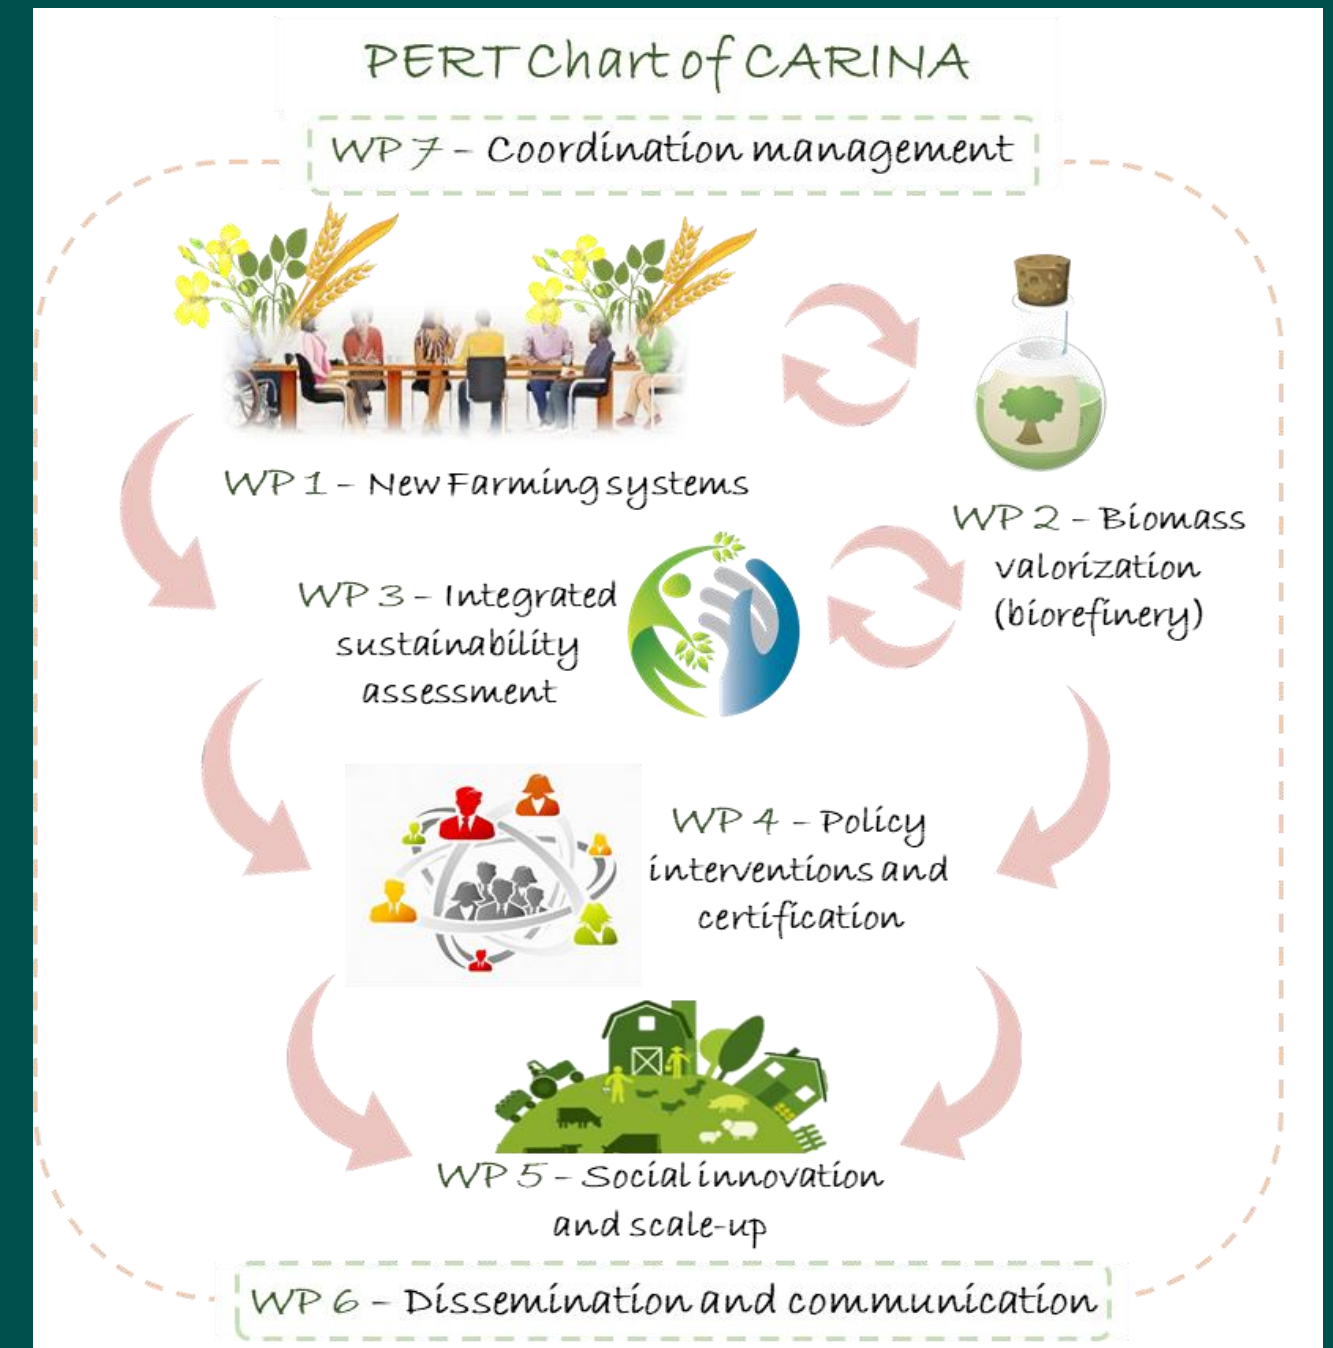 PERT Chart of CARINA
WP 7 – Coordination management
WP 1 – New Farming systems
WP 2 – Biomass
valorization
(biorefinery)
WP 3 – Integrated
sustainability
assessment
WP 4 – Policy
interventions and
certification
WP 5 – Social innovation
and scale-up
WP 6 – Dissemination and communication